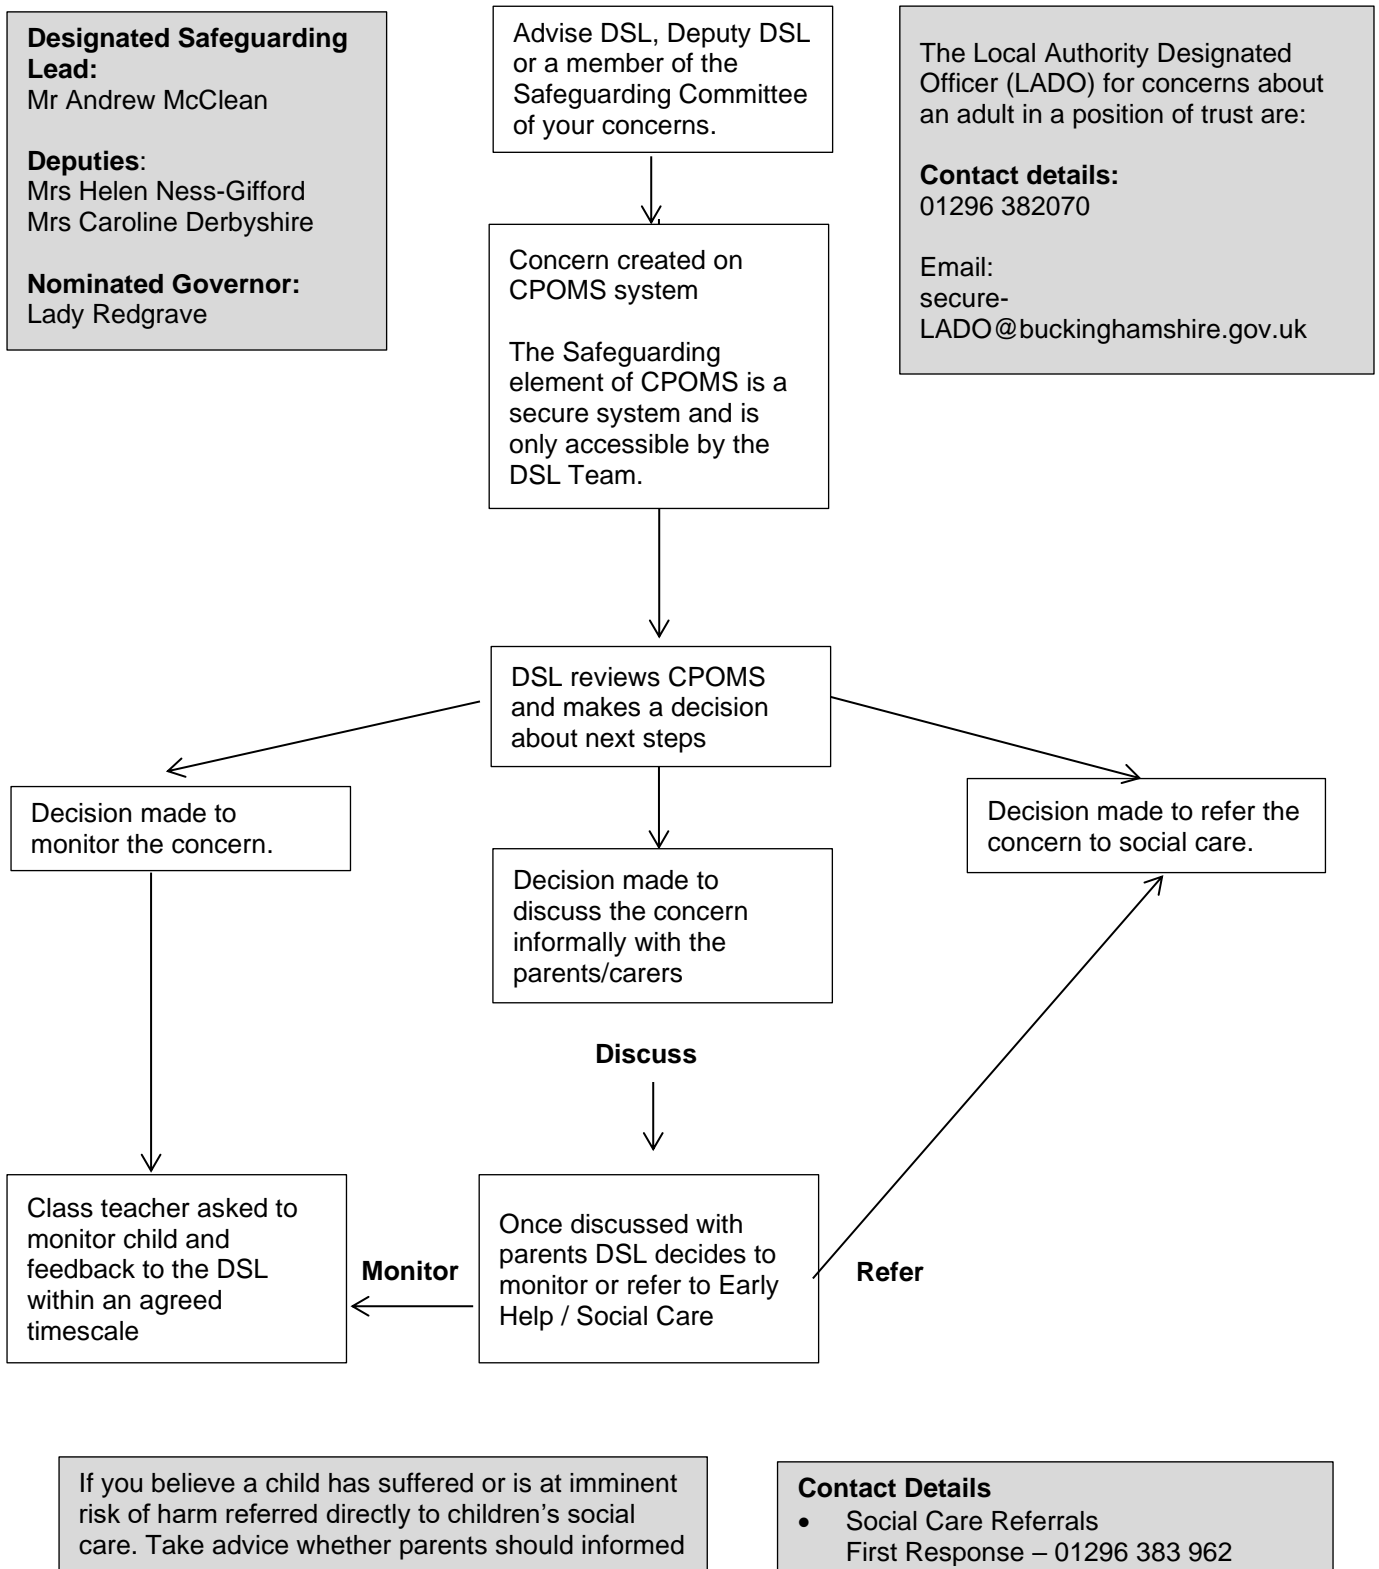 Designated Safeguarding
Lead:
Mr Andrew McClean
Deputies:
Mrs Helen Ness-Gifford
Mrs Caroline Derbyshire
Nominated Governor:
Lady Redgrave
Advise DSL, Deputy DSL
or a member of the
Safeguarding Committee
of your concerns.
The Local Authority Designated
Officer (LADO) for concerns about
an adult in a position of trust are:
Contact details:
01296 382070
Email:
secure-
LADO@buckinghamshire.gov.uk
Concern created on
CPOMS system
The Safeguarding
element of CPOMS is a
secure system and is
only accessible by the
DSL Team.
DSL reviews CPOMS
and makes a decision
about next steps
Decision made to
monitor the concern.
Decision made to
discuss the concern
informally with the
parents/carers
Decision made to refer the
concern to social care.
Discuss
Class teacher asked to
monitor child and
feedback to the DSL
within an agreed
timescale
Monitor
Once discussed with
parents DSL decides to
monitor or refer to Early
Help / Social Care
Refer
If you believe a child has suffered or is at imminent
risk of harm referred directly to children's social
care. Take advice whether parents should informed
Contact Details
• Social Care Referrals
First Response – 01296 383 962